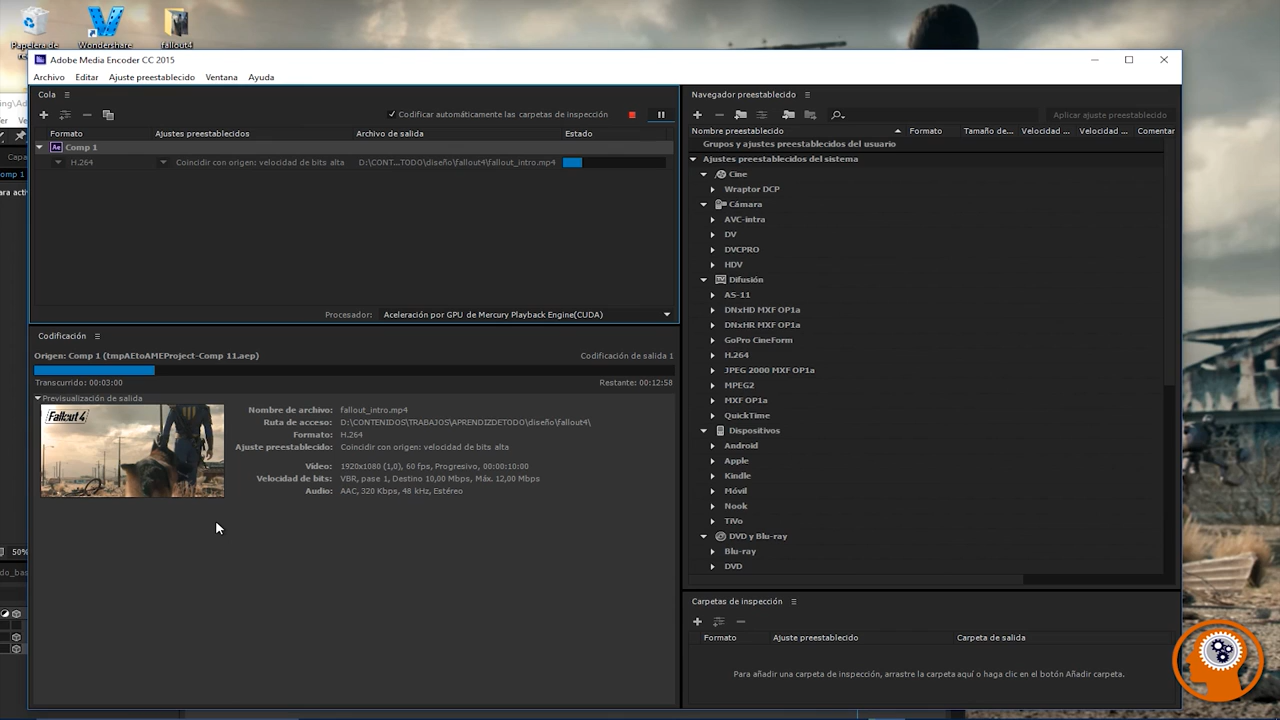 Papelera de
Wondershare
fallout4
Adobe Media Encoder CC 2015
Archivo Editar Ajuste preestablecido Ventana Ayuda
Cola
Codificar automáticamente las carpetas de inspección
Formato Ajustes preestablecidos Archivo de salida Estado
Ae Comp 1
H.264 Coincidir con origen: velocidad de bits alta D:\CONT...TODO\diseño\fallout4\fallout_intro.mp4
Procesador: Aceleración por GPU de Mercury Playback Engine(CUDA)
Codificación
Origen: Comp 1 (tmpAEtoAMEProject-Comp 11.aep) Codificación de salida 1
Transcurrido: 00:03:00 Restante: 00:12:58
Previsualización de salida
Fallout 4
Nombre de archivo: fallout_intro.mp4
Ruta de acceso: D:\CONTENIDOS\TRABAJOS\APRENDIZDETODO\diseño\fallout4\
Formato: H.264
Ajuste preestablecido: Coincidir con origen: velocidad de bits alta
Vídeo: 1920x1080 (1,0), 60 fps, Progresivo, 00:00:10:00
Velocidad de bits: VBR, pase 1, Destino 10,00 Mbps, Máx. 12,00 Mbps
Audio: AAC, 320 Kbps, 48 kHz, Estéreo
Navegador preestablecido
Aplicar ajuste preestablecido
Nombre preestablecido Formato Tamaño de... Velocidad ... Velocidad ... Comentar
Grupos y ajustes preestablecidos del usuario
Ajustes preestablecidos del sistema
Cine
Wraptor DCP
Cámara
AVC-intra
DV
DVCPRO
HDV
Difusión
AS-11
DNxHD MXF OP1a
DNxHR MXF OP1a
GoPro CineForm
H.264
JPEG 2000 MXF OP1a
MPEG2
MXF OP1a
QuickTime
Dispositivos
Android
Apple
Kindle
Móvil
Nook
TiVo
DVD y Blu-ray
Blu-ray
DVD
Carpetas de inspección
Formato Ajuste preestablecido Carpeta de salida
Para añadir una carpeta de inspección, arrastre la carpeta aquí o haga clic en el botón Añadir carpeta.
50%